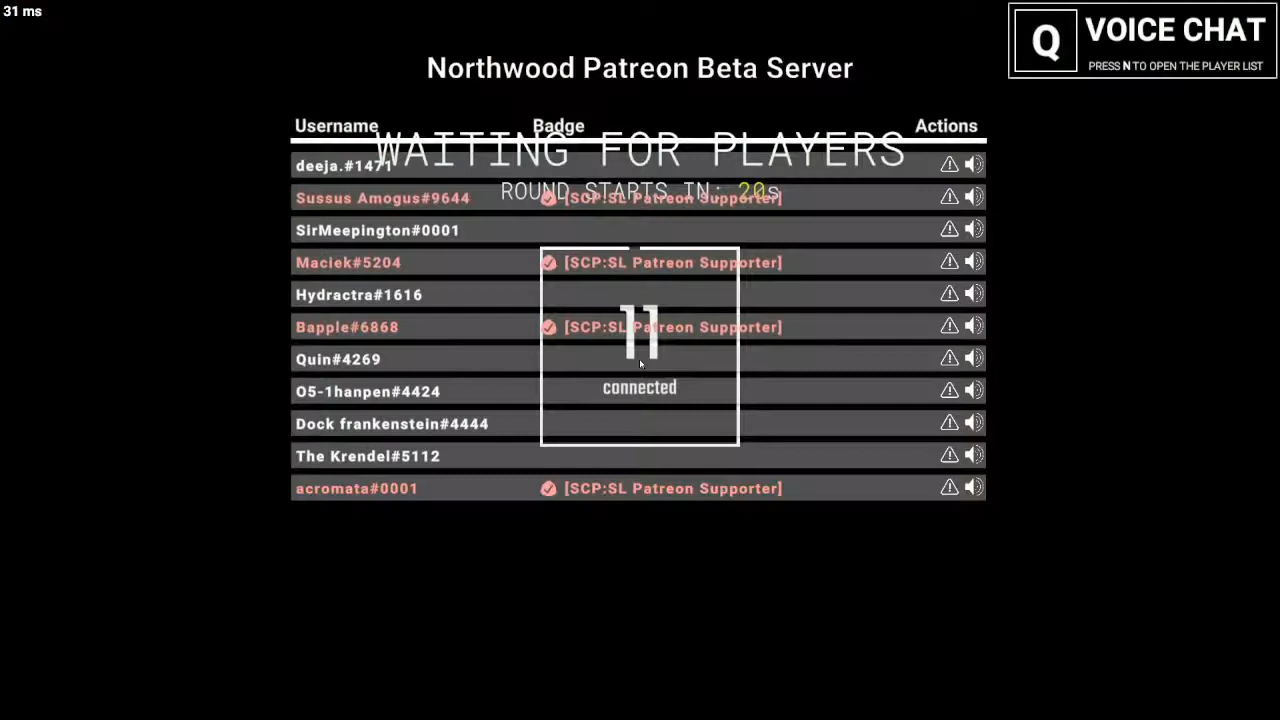 31 ms
Q VOICE CHAT
PRESS N TO OPEN THE PLAYER LIST
Northwood Patreon Beta Server
Username Badge Actions
WAITING FOR PLAYERS
deeja.#1471
ROUND STARTS IN: 20s
Sussus Amogus#9644 [SCP:SL Patreon Supporter]
SirMeepington#0001
Maciek#5204 [SCP:SL Patreon Supporter]
Hydractra#1616
Bapple#6868 [SCP:SL Patreon Supporter]
11
Quin#4269
connected
O5-1hanpen#4424
Dock frankenstein#4444
The Krendel#5112
acromata#0001 [SCP:SL Patreon Supporter]